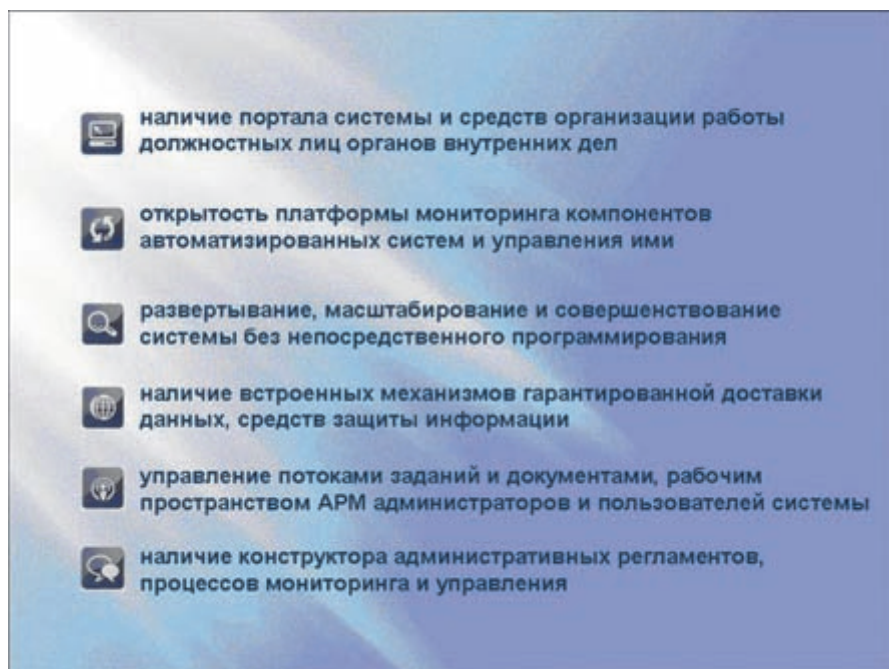 наличие портала системы и средств организации работы
должностных лиц органов внутренних дел
открытость платформы мониторинга компонентов
автоматизированных систем и управления ими
развертывание, масштабирование и совершенствование
системы без непосредственного программирования
наличие встроенных механизмов гарантированной доставки
данных, средств защиты информации
управление потоками заданий и документами, рабочим
пространством АРМ администраторов и пользователей системы
наличие конструктора административных регламентов,
процессов мониторинга и управления